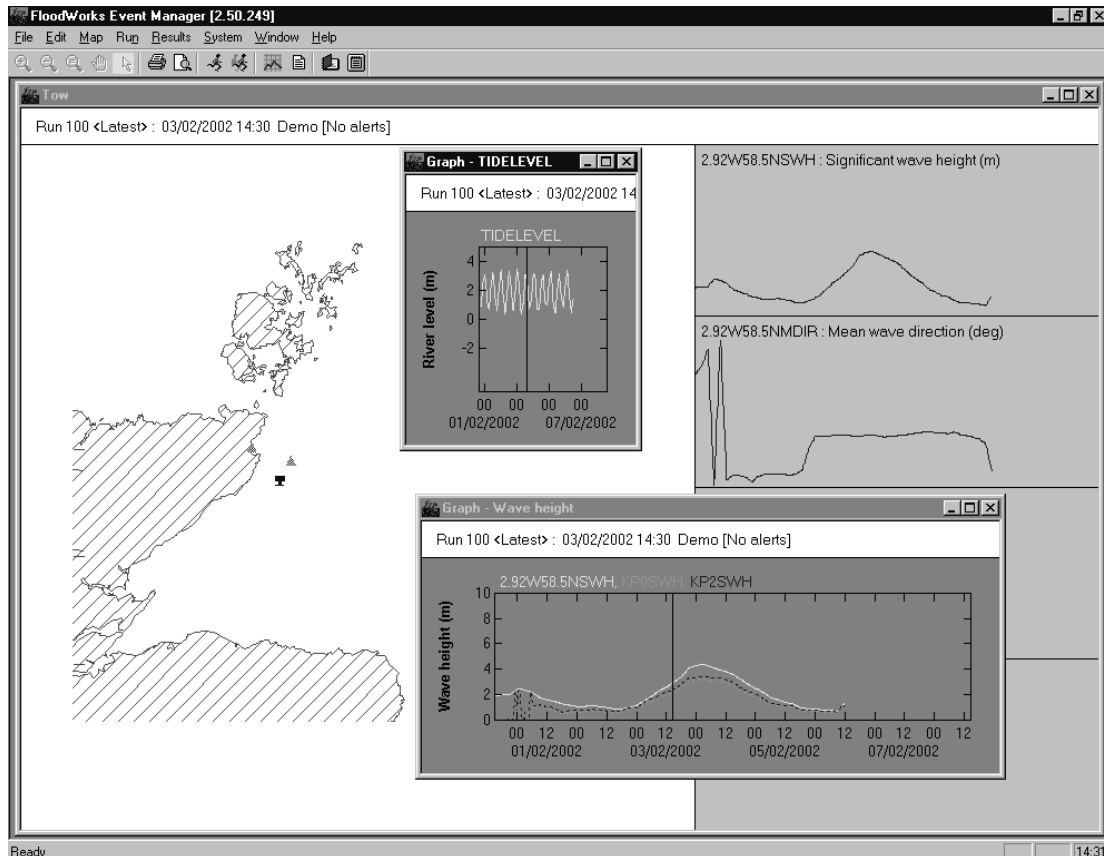 FloodWorks Event Manager [2.50.249]
File Edit Map Run Results System Window Help
Tow
Run 100 <Latest> : 03/02/2002 14:30 Demo [No alerts]
Graph - TIDELEVEL
Run 100 <Latest> : 03/02/2002 14
TIDELEVEL
River level (m)
4
2
0
-2
00 00 00 00
01/02/2002 07/02/2002
2.92W58.5NSWH : Significant wave height (m)
2.92W58.5NMDIR : Mean wave direction (deg)
Graph - Wave height
Run 100 <Latest> : 03/02/2002 14:30 Demo [No alerts]
2.92W58.5NSWH, KP0SWH, KP2SWH
Wave height (m)
10
8
6
4
2
0
00 12 00 12 00 12 00 12 00 12 00 12 00 12 00 12
01/02/2002 03/02/2002 05/02/2002 07/02/2002
Ready 14:31